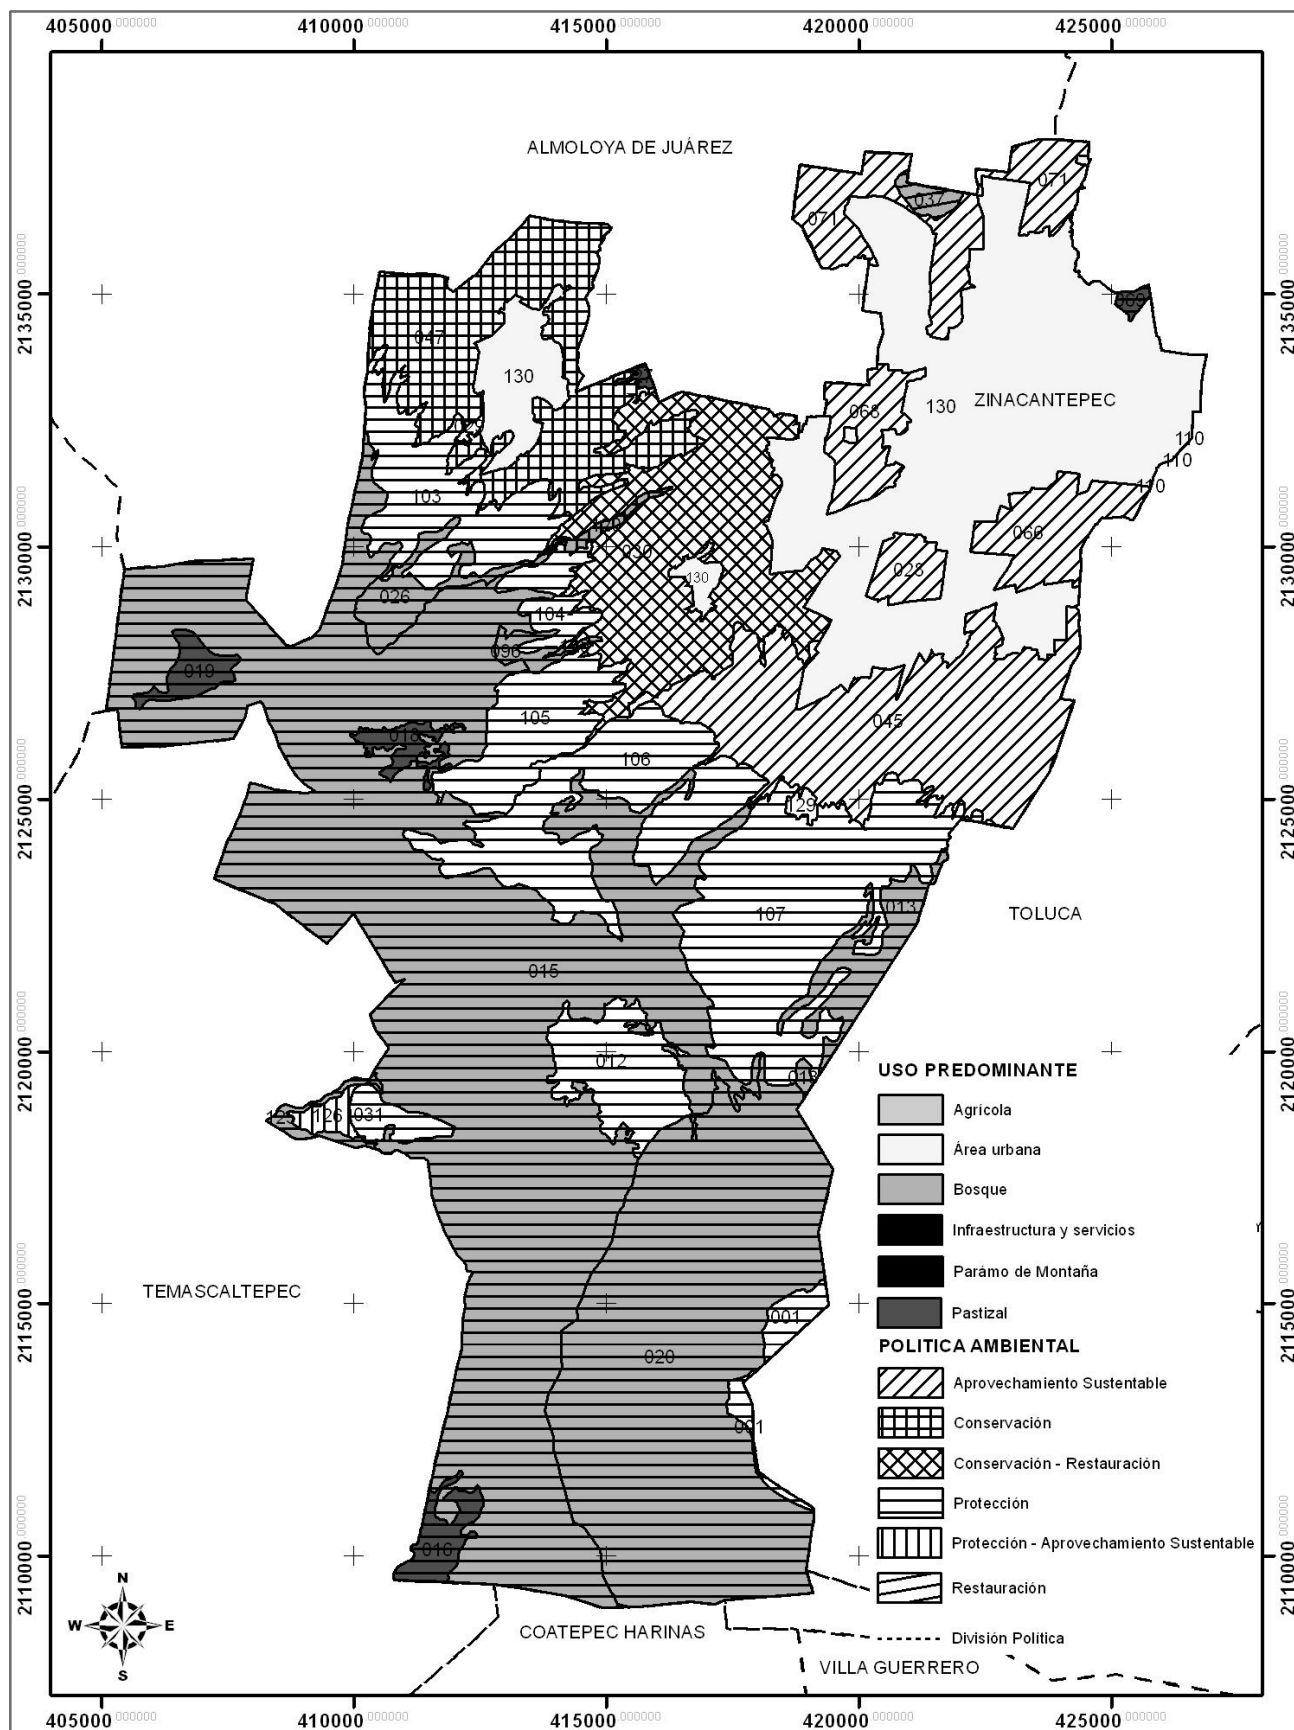 405000.000000 410000.000000 415000.000000 420000.000000 425000.000000
ALMOLOYA DE JUÁREZ
071
037
071
2135000.000000
2135000.000000
069
047
130
ZINACANTEPEC
068
130
029
110
110
103
110
066
2130000.000000
030
2130000.000000
028
130
026
104
096
019
105
045
018
106
129
2125000.000000
2125000.000000
013
107
TOLUCA
015
012
2120000.000000
2120000.000000
013
125
126
031
USO PREDOMINANTE
Agrícola
Área urbana
Bosque
Infraestructura y servicios
Parámo de Montaña
Pastizal
TEMASCALTEPEC
2115000.000000
2115000.000000
001
020
001
POLITICA AMBIENTAL
Aprovechamiento Sustentable
Conservación
Conservación - Restauración
Protección
Protección - Aprovechamiento Sustentable
Restauración
División Política
016
2110000.000000
2110000.000000
N
W E
S
COATEPEC HARINAS
VILLA GUERRERO
405000.000000 410000.000000 415000.000000 420000.000000 425000.000000